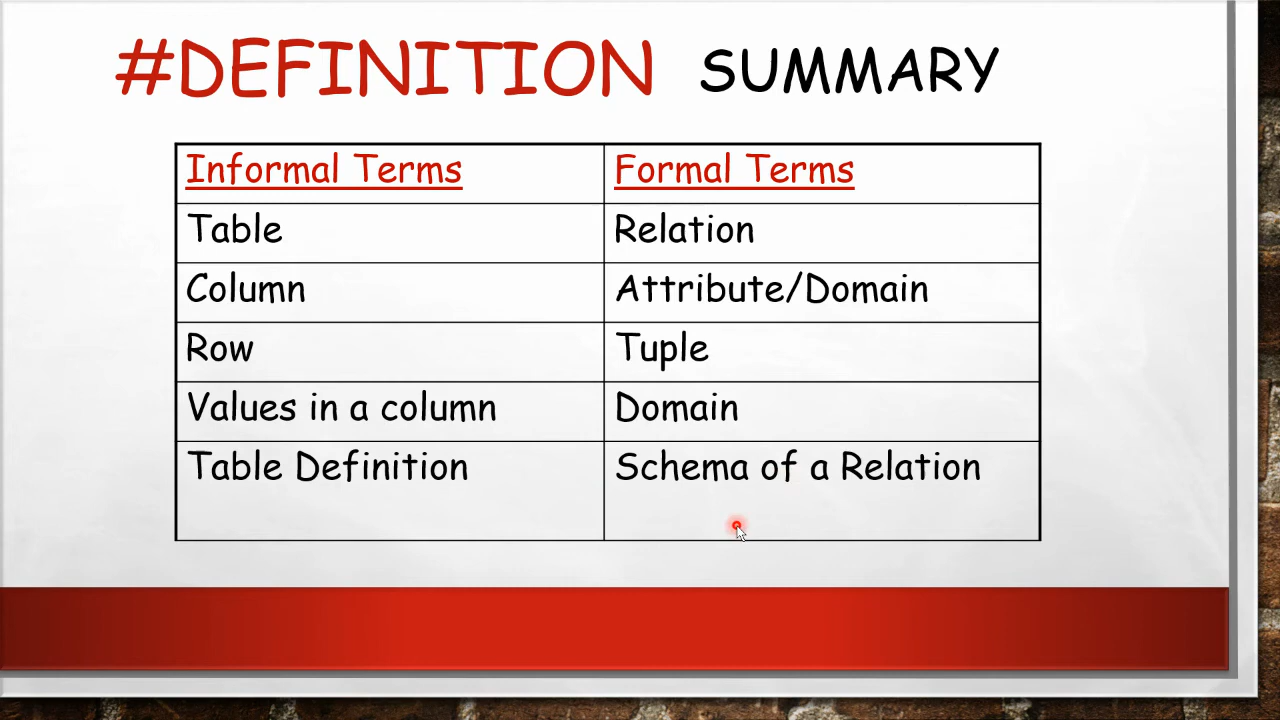 #DEFINITION SUMMARY
Informal Terms Formal Terms
Table Relation
Column Attribute/Domain
Row Tuple
Values in a column Domain
Table Definition Schema of a Relation